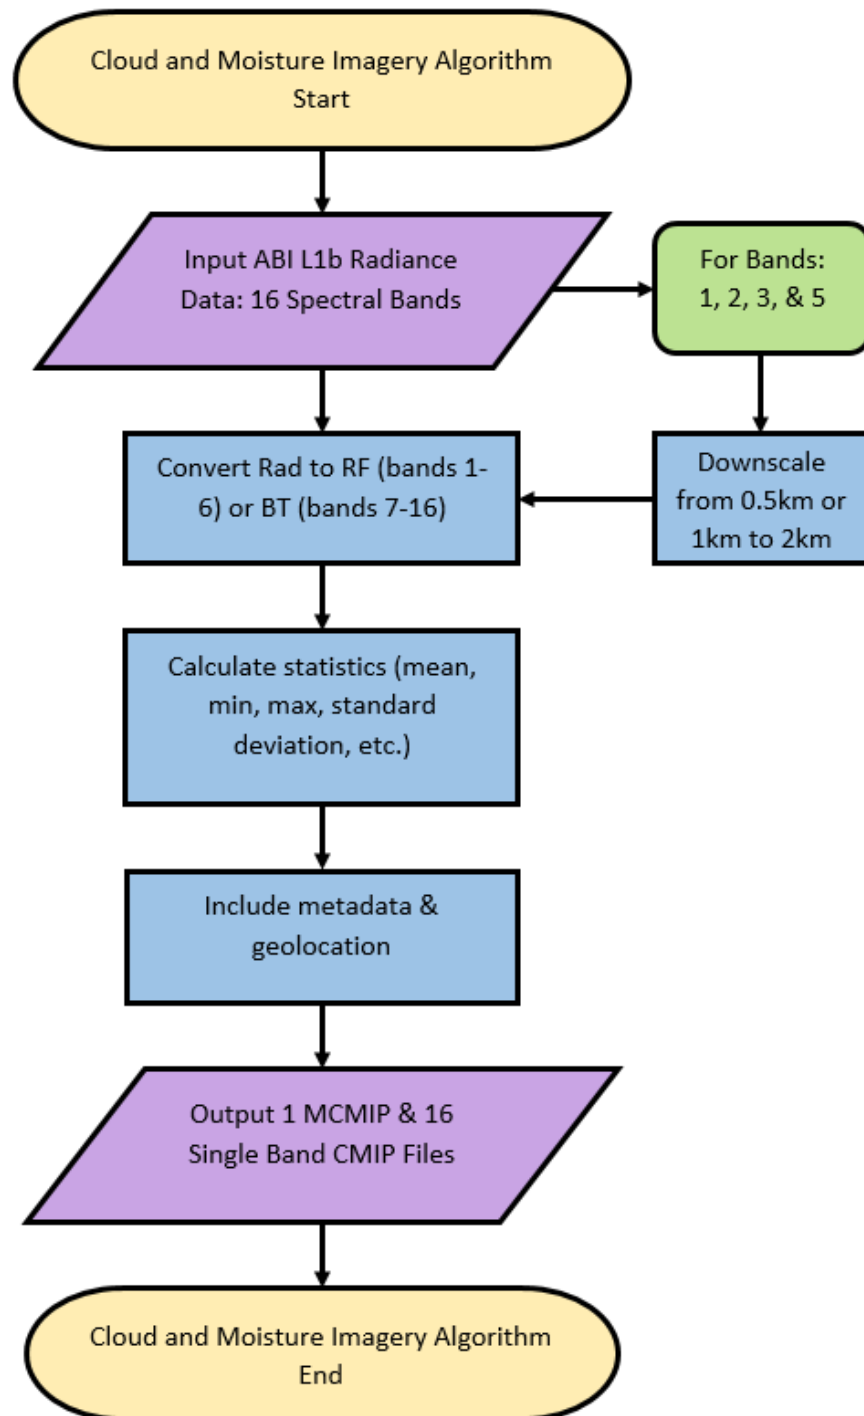 Cloud and Moisture Imagery Algorithm
Start
Input ABI L1b Radiance
Data: 16 Spectral Bands
For Bands:
1, 2, 3, & 5
Convert Rad to RF (bands 1-
6) or BT (bands 7-16)
Downscale
from 0.5km or
1km to 2km
Calculate statistics (mean,
min, max, standard
deviation, etc.)
Include metadata &
geolocation
Output 1 MCMIP & 16
Single Band CMIP Files
Cloud and Moisture Imagery Algorithm
End